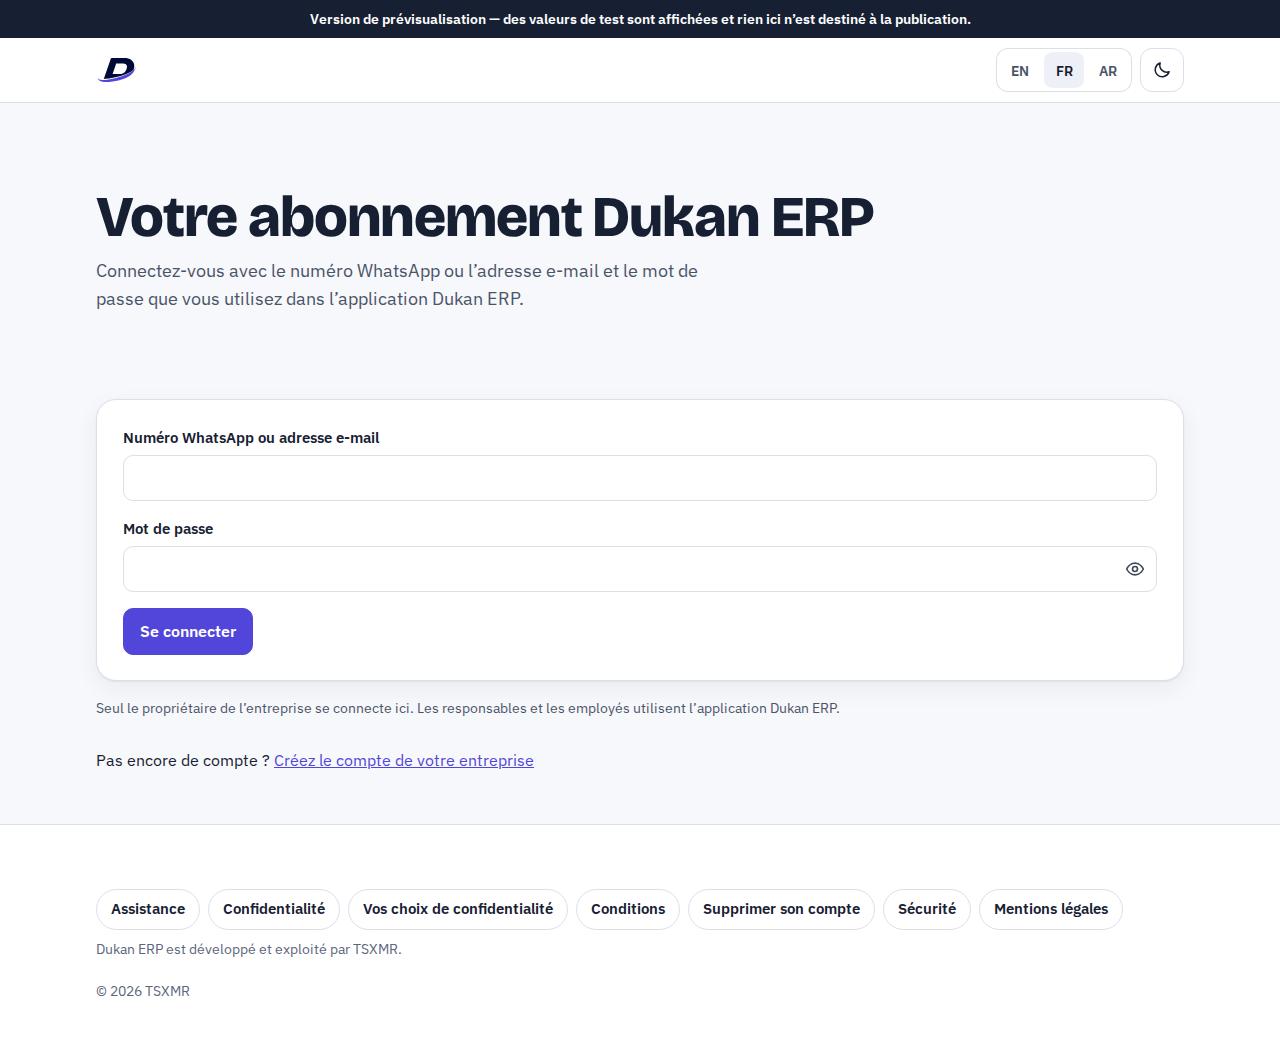 Version de prévisualisation — des valeurs de test sont affichées et rien ici n’est destiné à la publication.
D
EN FR AR
Votre abonnement Dukan ERP
Connectez-vous avec le numéro WhatsApp ou l’adresse e-mail et le mot de
passe que vous utilisez dans l’application Dukan ERP.
Numéro WhatsApp ou adresse e-mail
Mot de passe
Se connecter
Seul le propriétaire de l’entreprise se connecte ici. Les responsables et les employés utilisent l’application Dukan ERP.
Pas encore de compte ? Créez le compte de votre entreprise
Assistance Confidentialité Vos choix de confidentialité Conditions Supprimer son compte Sécurité Mentions légales
Dukan ERP est développé et exploité par TSXMR.
© 2026 TSXMR